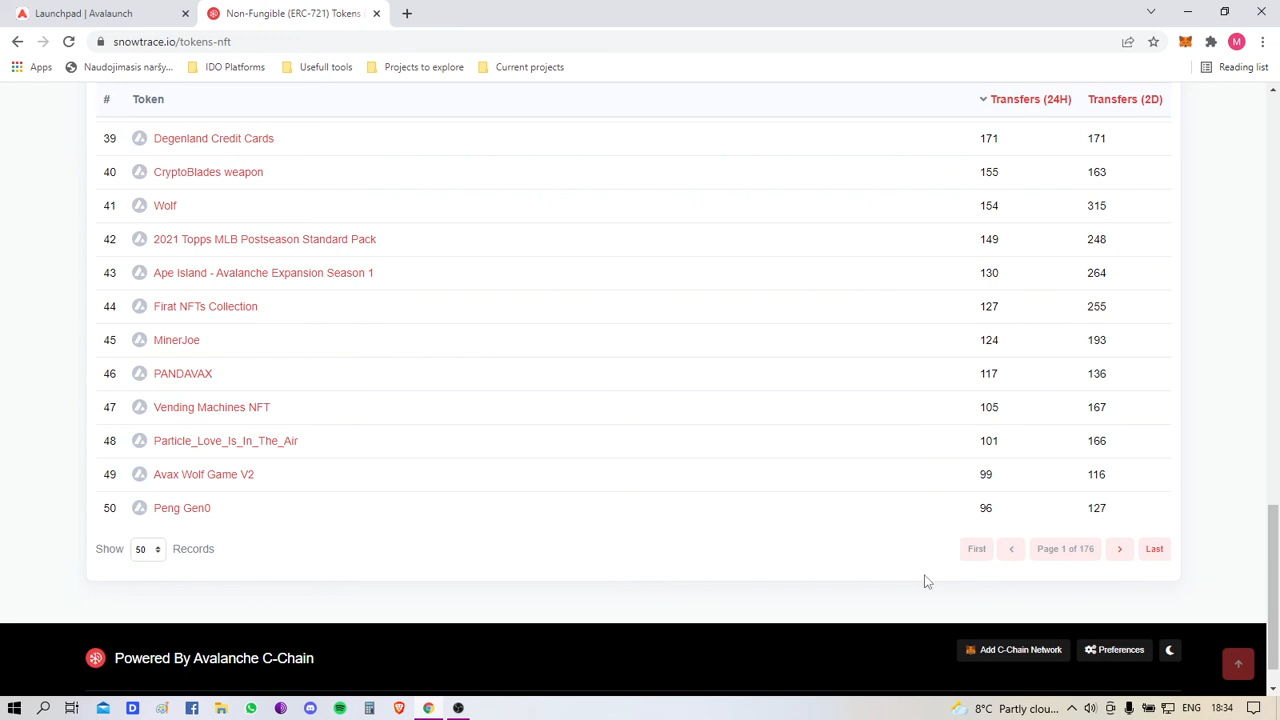 Launchpad | Avalaunch
Non-Fungible (ERC-721) Tokens
snowtrace.io/tokens-nft
M
Apps
Naudojimasis naršy...
IDO Platforms
Usefull tools
Projects to explore
Current projects
Reading list
# Token Transfers (24H) Transfers (2D)
39 Degenland Credit Cards 171 171
40 CryptoBlades weapon 155 163
41 Wolf 154 315
42 2021 Topps MLB Postseason Standard Pack 149 248
43 Ape Island - Avalanche Expansion Season 1 130 264
44 Firat NFTs Collection 127 255
45 MinerJoe 124 193
46 PANDAVAX 117 136
47 Vending Machines NFT 105 167
48 Particle_Love_Is_In_The_Air 101 166
49 Avax Wolf Game V2 99 116
50 Peng Gen0 96 127
Show 50 Records
First
Page 1 of 176
Last
Powered By Avalanche C-Chain
Add C-Chain Network
Preferences
8°C Partly clou...
ENG
18:34